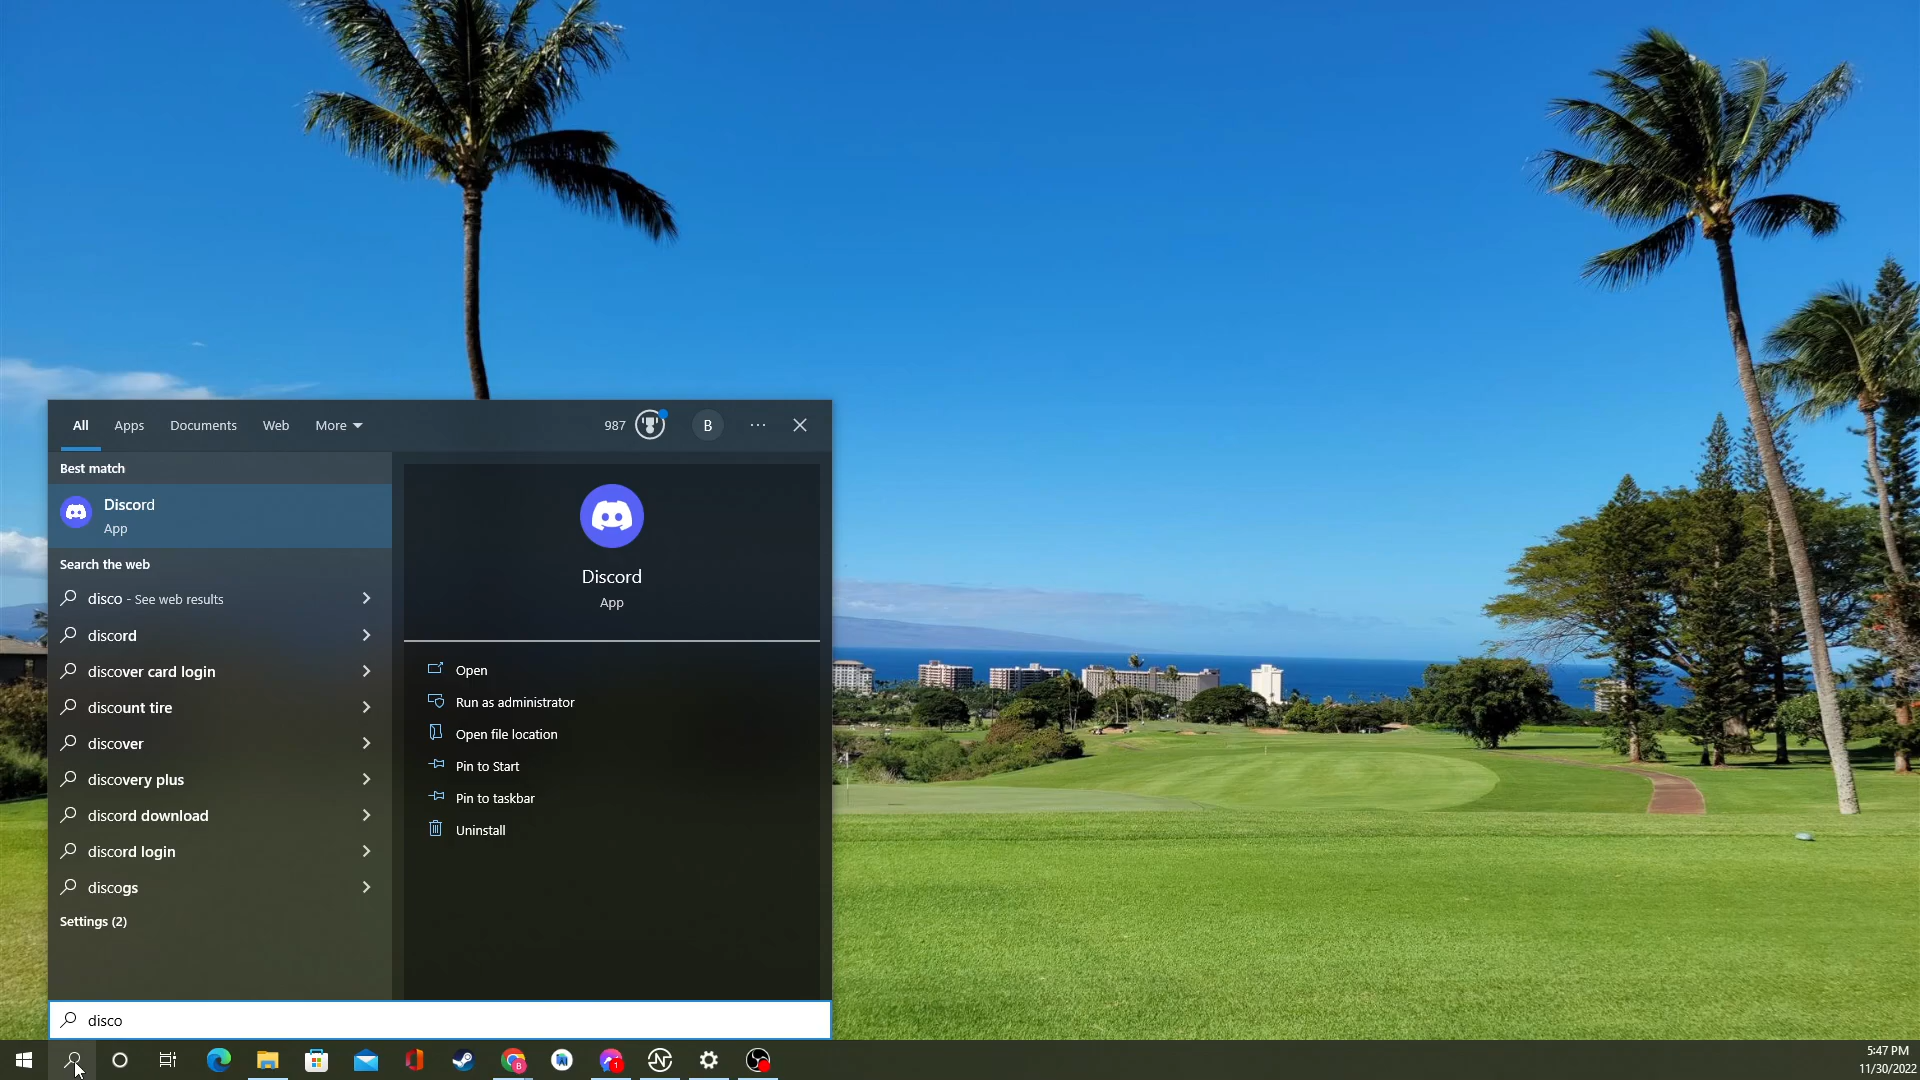 All
Apps
Documents
Web
More
987
B
Best match
Discord
App
Search the web
disco - See web results
discord
discover card login
discount tire
discover
discovery plus
discord download
discord login
discogs
Settings (2)
Discord
App
Open
Run as administrator
Open file location
Pin to Start
Pin to taskbar
Uninstall
disco
5:47 PM
11/30/2022